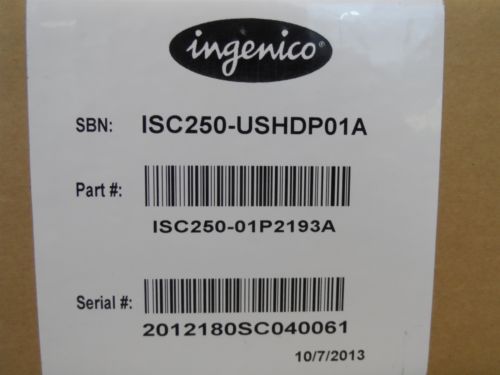 ingenico®
SBN: ISC250-USHDP01A
Part #:
ISC250-01P2193A
Serial #:
2012180SC040061
10/7/2013